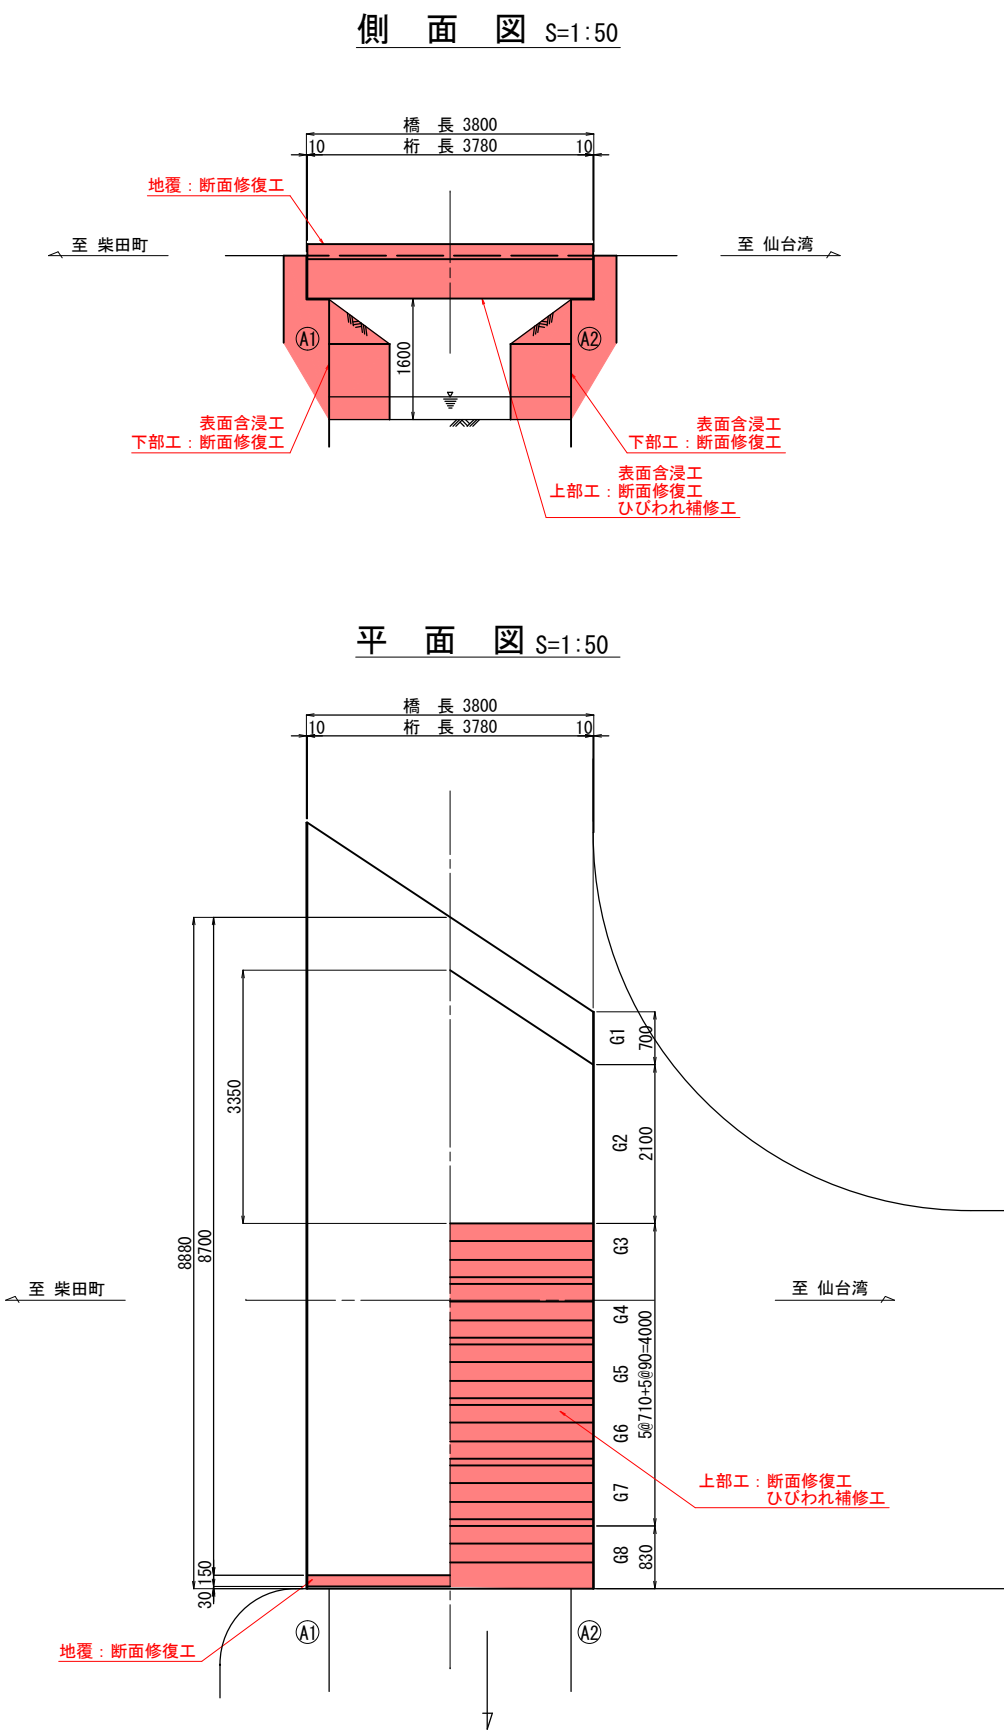 側 面 図 S=1:50
橋 長 3800
10 桁 長 3780 10
地覆：断面修復工
至 柴田町
至 仙台湾
A1
A2
1600
表面含浸工
下部工：断面修復工
表面含浸工
下部工：断面修復工
表面含浸工
上部工：断面修復工
ひびわれ補修工
平 面 図 S=1:50
橋 長 3800
10 桁 長 3780 10
G1
700
3350
G2
2100
8880
8700
G3
至 柴田町
至 仙台湾
G4
5@710+5@90=4000
G5
G6
G7
上部工：断面修復工
ひびわれ補修工
G8
830
150
30
A1
A2
地覆：断面修復工